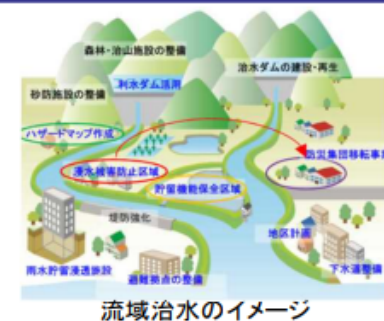 森林・治山施設の整備
治水ダムの建設・再生
利水ダム活用
砂防施設の整備
ハザードマップ作成
防災集団移転事業
浸水被害防止区域
貯留機能保全区域
堤防強化
地区計画
雨水貯留浸透施設
避難拠点の整備
下水道整備
流域治水のイメージ